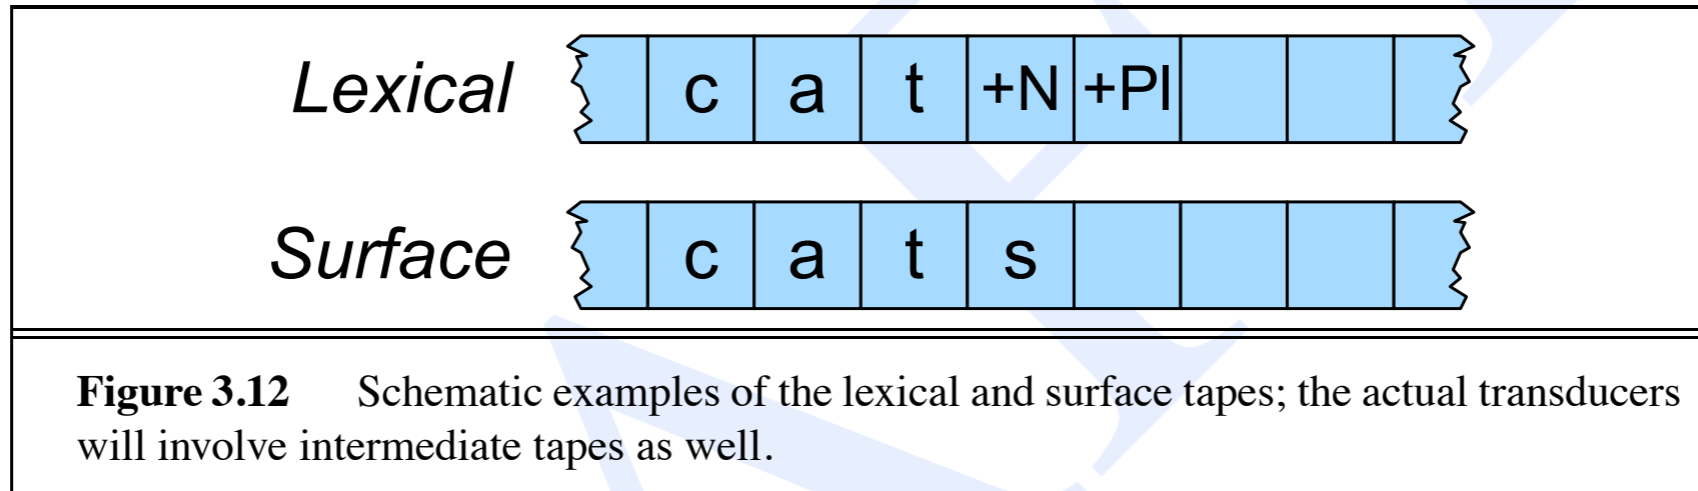 Lexical c a t +N +Pl
Surface c a t s
Figure 3.12 Schematic examples of the lexical and surface tapes; the actual transducers
will involve intermediate tapes as well.